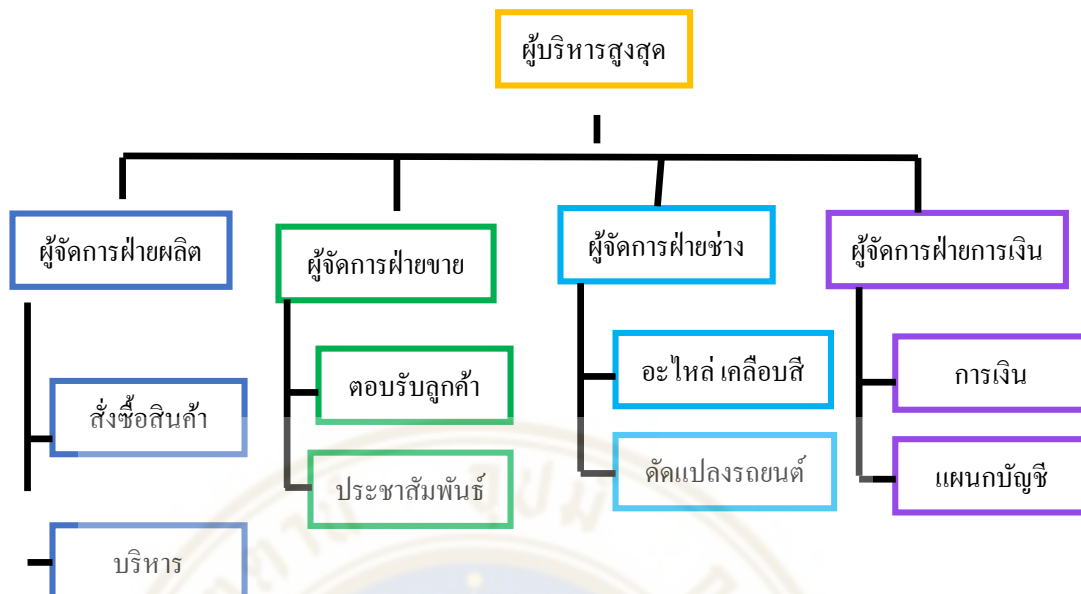 ผู้บริหารสูงสุด
ผู้จัดการฝ่ายผลิต
ผู้จัดการฝ่ายขาย
ผู้จัดการฝ่ายช่าง
ผู้จัดการฝ่ายการเงิน
สั่งซื้อสินค้า
ตอบรับลูกค้า
อะไหล่ เคลือบสี
การเงิน
บริหาร
ประชาสัมพันธ์
ดัดแปลงรถยนต์
แผนกบัญชี